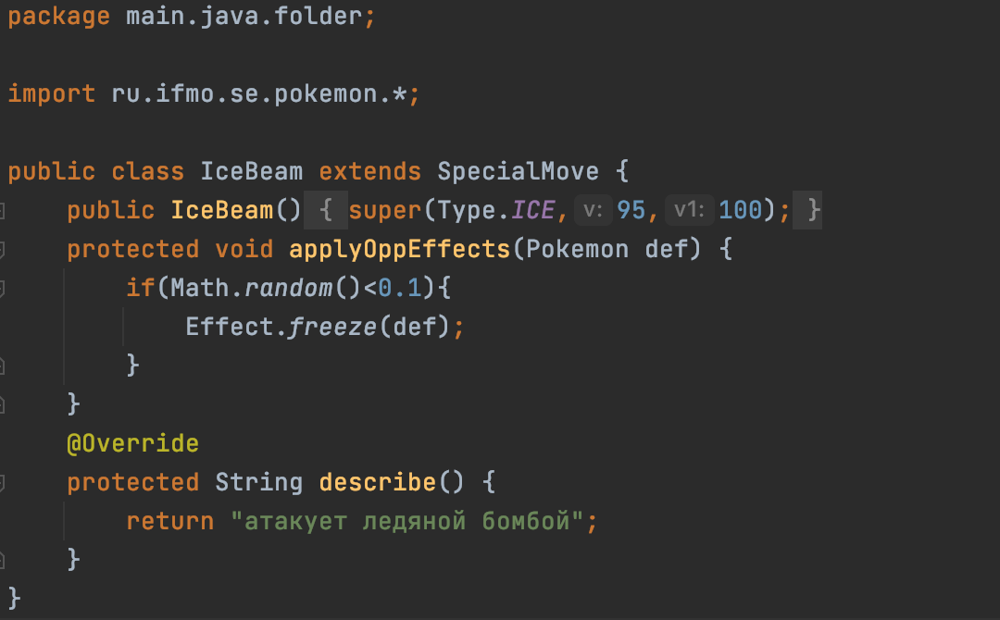 package main.java.folder;
import ru.ifmo.se.pokemon.*;
public class IceBeam extends SpecialMove {
public IceBeam() { super(Type.ICE, v: 95, v1: 100); }
protected void applyOppEffects(Pokemon def) {
if(Math.random()<0.1){
Effect.freeze(def);
}
}
@Override
protected String describe() {
return "атакует ледяной бомбой";
}
}